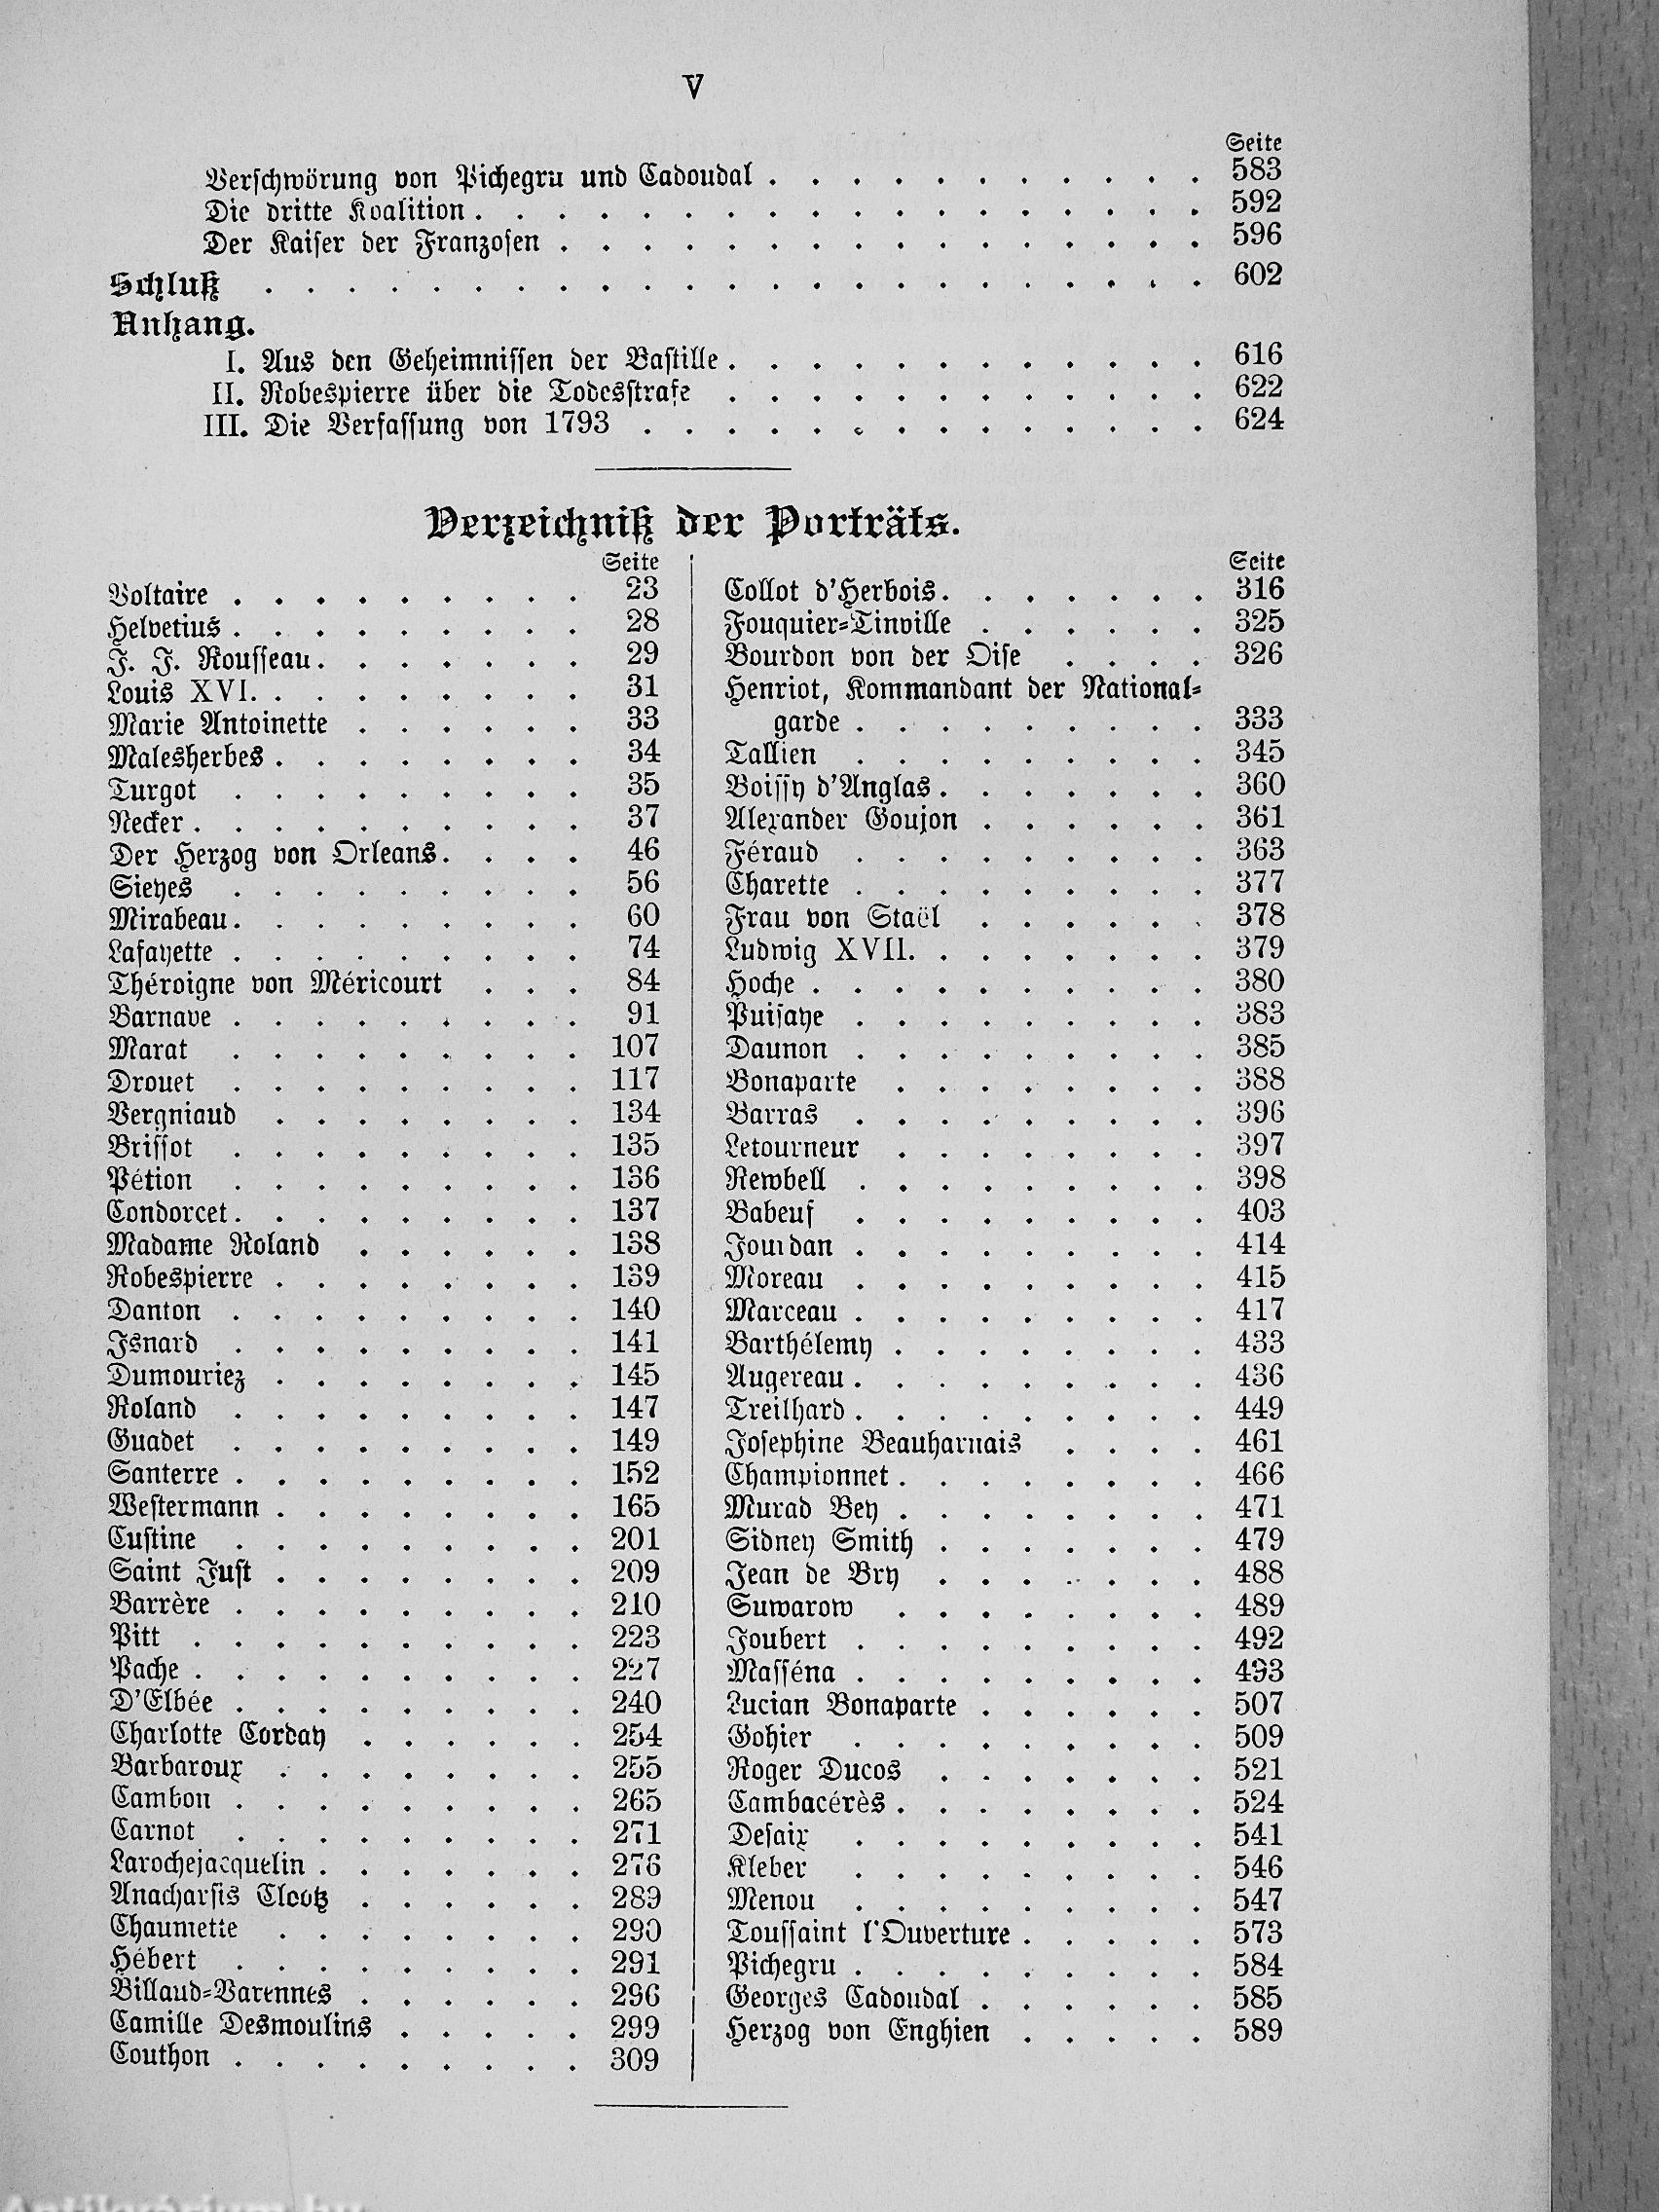 V
Seite
Verschwörung von Pichegru und Cadoudal . . . . . . . . . . . 583
Die dritte Koalition . . . . . . . . . . . . . . . . . . 592
Der Kaiser der Franzosen . . . . . . . . . . . . . . . . 596
Schluß . . . . . . . . . . . . . . . . . . . . . . . 602
Anhang.
I. Aus den Geheimnissen der Bastille . . . . . . . . . . . . 616
II. Robespierre über die Todesstrafe . . . . . . . . . . . . 622
III. Die Verfassung von 1793 . . . . . . . . . . . . . . 624
Verzeichniß der Porträts.
Seite
Voltaire . . . . . . . . . 23
Helvetius . . . . . . . . . 28
J. J. Rousseau . . . . . . . 29
Louis XVI. . . . . . . . . 31
Marie Antoinette . . . . . . 33
Malesherbes . . . . . . . . 34
Turgot . . . . . . . . . 35
Necker . . . . . . . . . . 37
Der Herzog von Orleans . . . . 46
Sieyes . . . . . . . . . 56
Mirabeau . . . . . . . . . 60
Lafayette . . . . . . . . . 74
Théroigne von Méricourt . . . 84
Barnave . . . . . . . . . 91
Marat . . . . . . . . . 107
Drouet . . . . . . . . . 117
Vergniaud . . . . . . . . 134
Brissot . . . . . . . . . 135
Pétion . . . . . . . . . 136
Condorcet . . . . . . . . . 137
Madame Roland . . . . . . 138
Robespierre . . . . . . . . 139
Danton . . . . . . . . . 140
Isnard . . . . . . . . . 141
Dumouriez . . . . . . . . 145
Roland . . . . . . . . . 147
Guadet . . . . . . . . . 149
Santerre . . . . . . . . . 152
Westermann . . . . . . . . 165
Custine . . . . . . . . . 201
Saint Just . . . . . . . . 209
Barrère . . . . . . . . . 210
Pitt . . . . . . . . . . 223
Pache . . . . . . . . . . 227
D'Elbée . . . . . . . . . 240
Charlotte Corday . . . . . . 254
Barbaroux . . . . . . . . 255
Cambon . . . . . . . . . 265
Carnot . . . . . . . . . 271
Larochejacquelin . . . . . . . 276
Anacharsis Clootz . . . . . . 289
Chaumette . . . . . . . . 290
Hébert . . . . . . . . . 291
Billaud-Varennes . . . . . . 296
Camille Desmoulins . . . . . 299
Couthon . . . . . . . . . 309
Seite
Collot d'Herbois . . . . . . . 316
Fouquier-Tinville . . . . . . 325
Bourdon von der Oise . . . . 326
Henriot, Kommandant der National-
garde . . . . . . . . . 333
Tallien . . . . . . . . . 345
Boissy d'Anglas . . . . . . . 360
Alexander Goujon . . . . . . 361
Féraud . . . . . . . . . 363
Charette . . . . . . . . . 377
Frau von Staël . . . . . . 378
Ludwig XVII. . . . . . . . 379
Hoche . . . . . . . . . . 380
Puisaye . . . . . . . . . 383
Daunon . . . . . . . . . 385
Bonaparte . . . . . . . . 388
Barras . . . . . . . . . 396
Letourneur . . . . . . . . 397
Rewbell . . . . . . . . . 398
Babeuf . . . . . . . . . 403
Jourdan . . . . . . . . . 414
Moreau . . . . . . . . . 415
Marceau . . . . . . . . . 417
Barthélemy . . . . . . . . 433
Augereau . . . . . . . . . 436
Treilhard . . . . . . . . . 449
Josephine Beauharnais . . . . 461
Championnet . . . . . . . . 466
Murad Bey . . . . . . . . 471
Sidney Smith . . . . . . . 479
Jean de Bry . . . . . . . 488
Suwarow . . . . . . . . 489
Joubert . . . . . . . . . 492
Masséna . . . . . . . . . 493
Lucian Bonaparte . . . . . . 507
Gohier . . . . . . . . . 509
Roger Ducos . . . . . . . 521
Cambacérès . . . . . . . . 524
Desaix . . . . . . . . . 541
Kleber . . . . . . . . . 546
Menou . . . . . . . . . 547
Toussaint l'Ouverture . . . . . 573
Pichegru . . . . . . . . . 584
Georges Cadoudal . . . . . . 585
Herzog von Enghien . . . . . 589